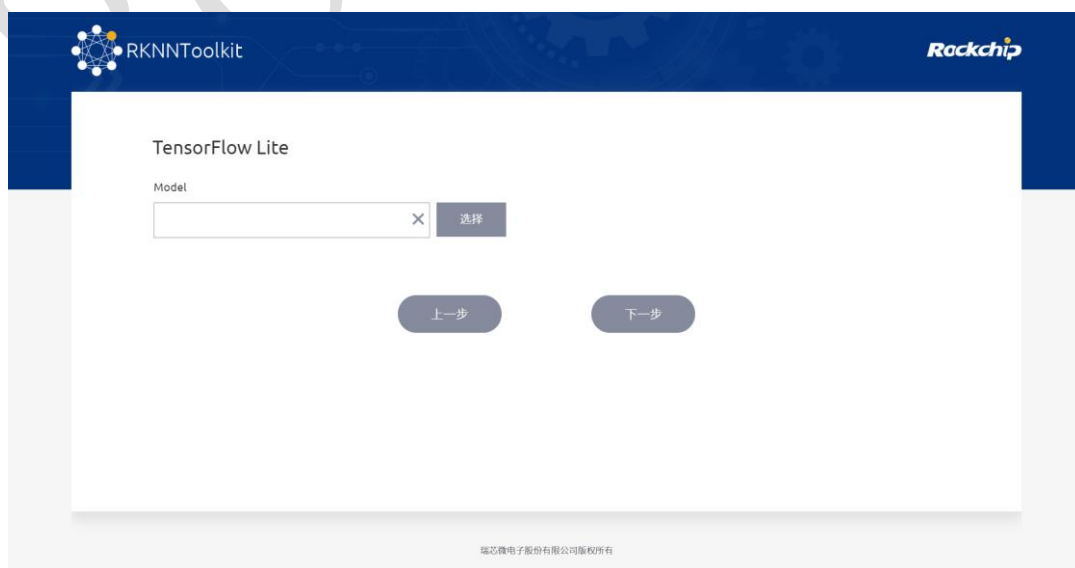 RKNNToolkit
Rockchip
TensorFlow Lite
Model
选择
上一步
下一步
瑞芯微电子股份有限公司版权所有